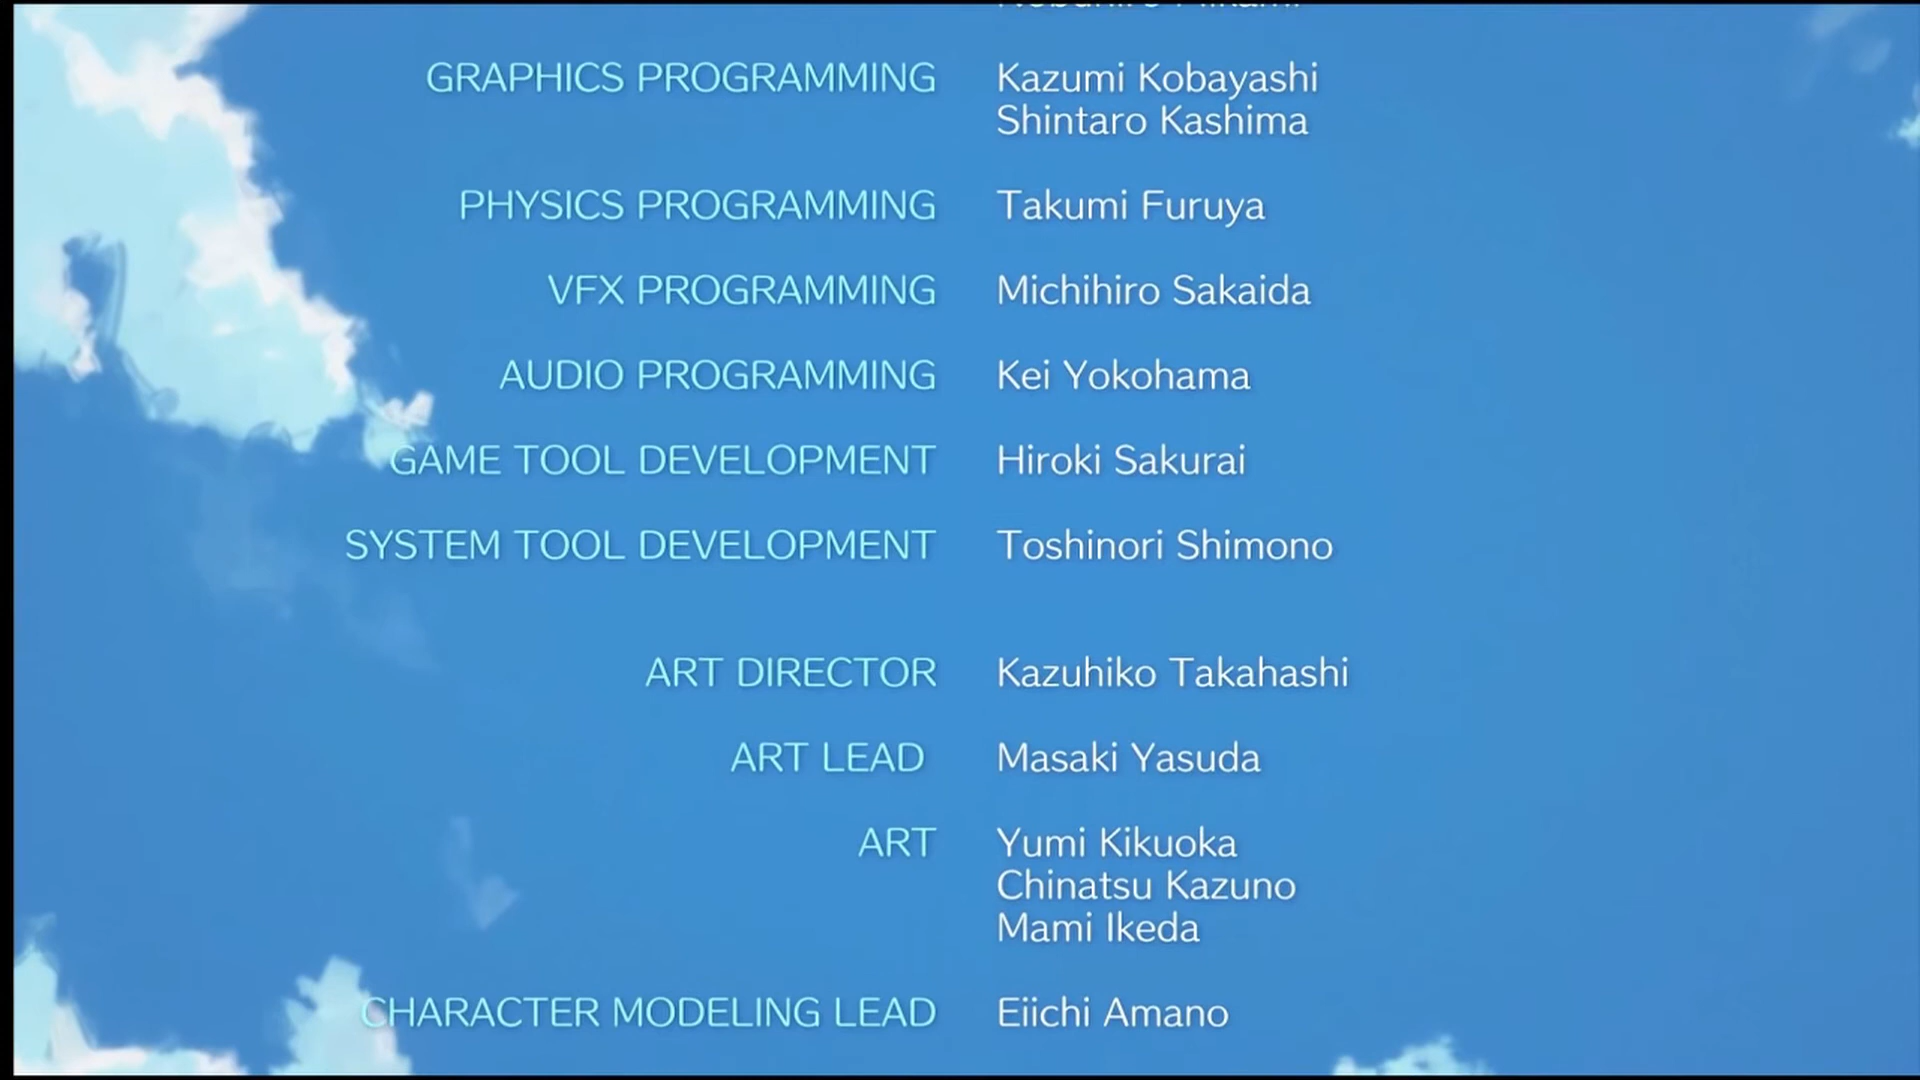 GRAPHICS PROGRAMMING Kazumi Kobayashi
Shintaro Kashima
PHYSICS PROGRAMMING Takumi Furuya
VFX PROGRAMMING Michihiro Sakaida
AUDIO PROGRAMMING Kei Yokohama
GAME TOOL DEVELOPMENT Hiroki Sakurai
SYSTEM TOOL DEVELOPMENT Toshinori Shimono
ART DIRECTOR Kazuhiko Takahashi
ART LEAD Masaki Yasuda
ART Yumi Kikuoka
Chinatsu Kazuno
Mami Ikeda
CHARACTER MODELING LEAD Eiichi Amano